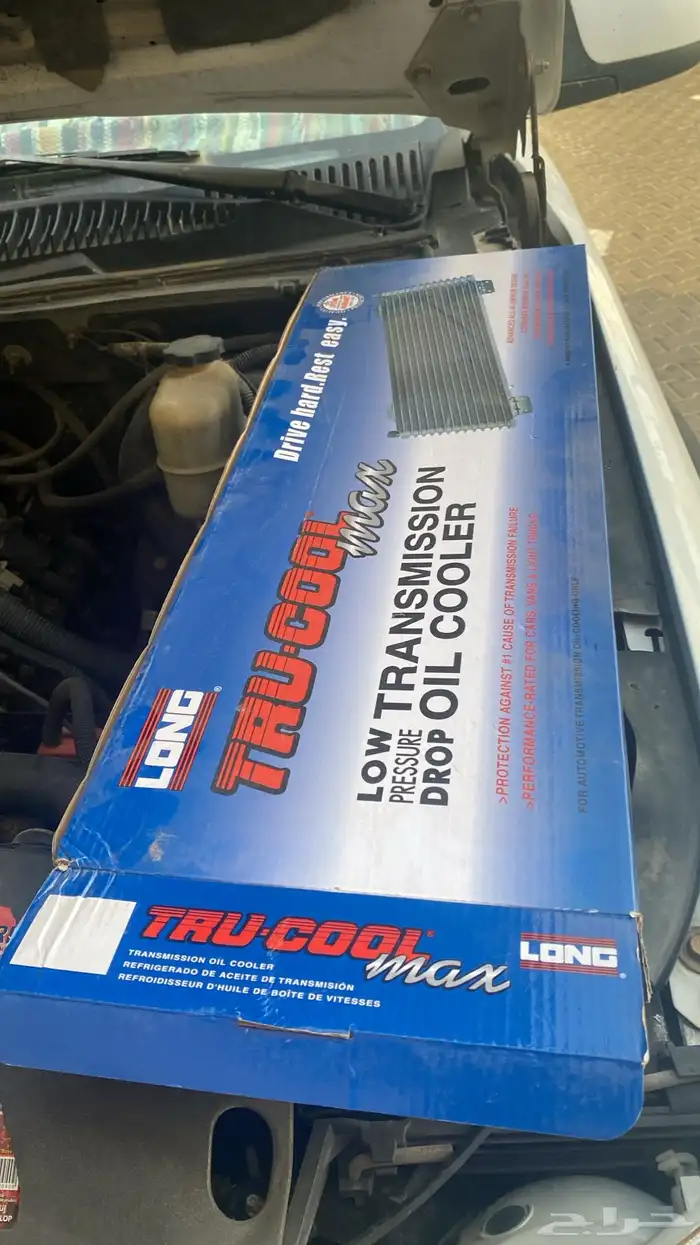 Drive hard.Rest easy.
LONG
TRU-COOL
max
LOW PRESSURE DROP
TRANSMISSION
OIL COOLER
>PROTECTION AGAINST #1 CAUSE OF TRANSMISSION FAILURE
>PERFORMANCE-RATED FOR CARS, VANS & LIGHT TRUCKS
FOR AUTOMOTIVE TRANSMISSION OIL COOLING ONLY
TRU-COOL
max
LONG
TRANSMISSION OIL COOLER
REFRIGERADO DE ACEITE DE TRANSMISIÓN
REFROIDISSEUR D'HUILE DE BOÎTE DE VITESSES
حراج